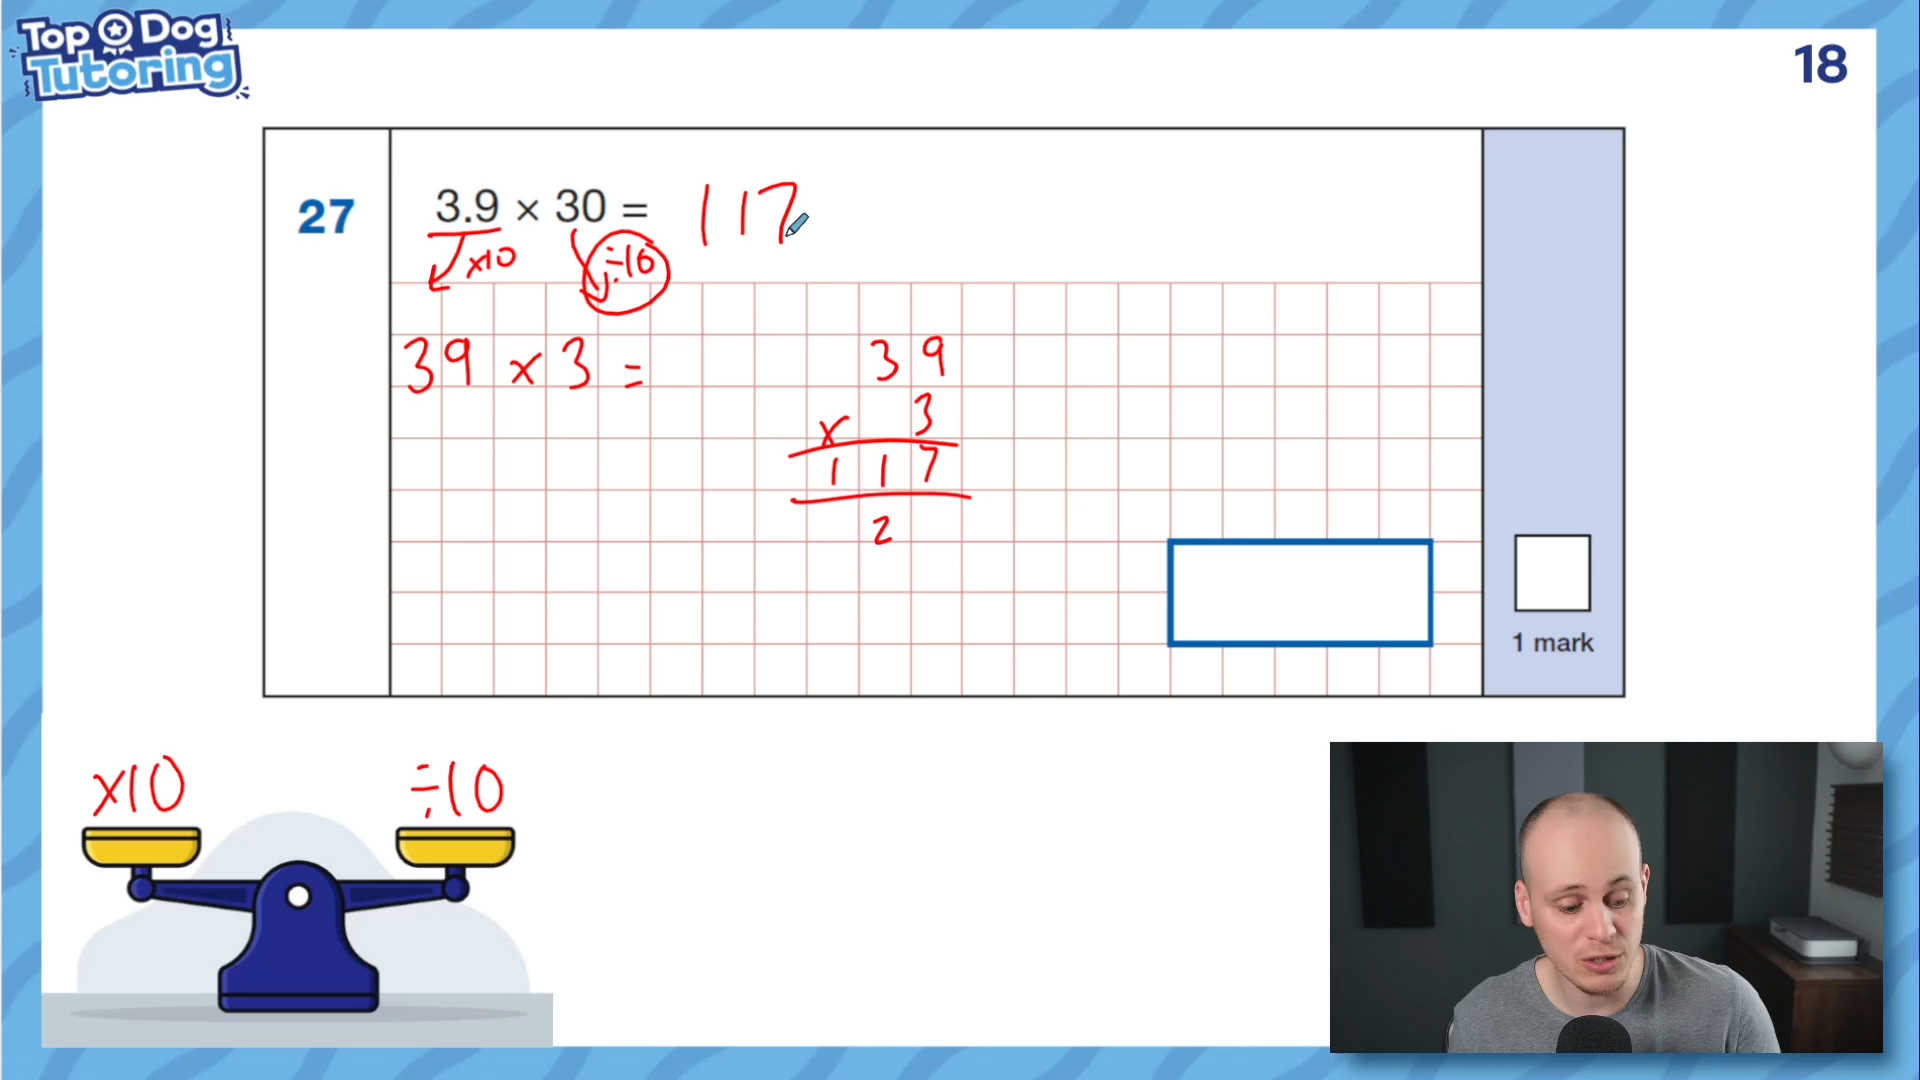 Top Dog
Tutoring
18
27
3.9 × 30 = 117
×10
÷10
39 × 3 =
39
× 3
117
2
1 mark
×10
÷10